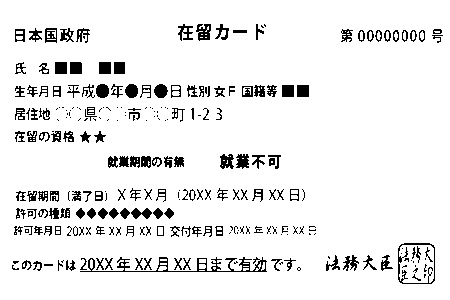 日本国政府 在留カード 第 00000000 号
氏 名 ■■ ■■
生年月日 平成●年●月●日 性別 女 F 国籍等 ■■
居住地 ◯◯県◯◯市◯◯町 1-2 3
在留の資格 ★★
就業期間の有無 就業不可
在留期間（満了日） X 年 X 月（20XX 年 XX 月 XX 日）
許可の種類 ◆◆◆◆◆◆◆◆◆
許可年月日 20XX 年 XX 月 XX 日 交付年月日 20XX 年 XX 月 XX 日
このカードは 20XX 年 XX 月 XX 日まで有効 です。 法務大臣 法務大臣之印